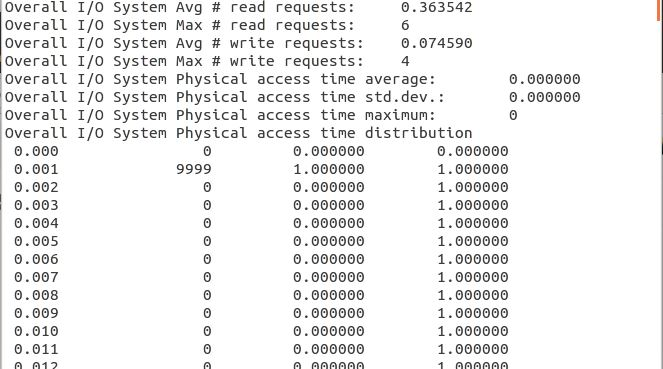 Overall I/O System Avg # read requests:     0.363542
Overall I/O System Max # read requests:     6
Overall I/O System Avg # write requests:    0.074590
Overall I/O System Max # write requests:    4
Overall I/O System Physical access time average:        0.000000
Overall I/O System Physical access time std.dev.:       0.000000
Overall I/O System Physical access time maximum:        0
Overall I/O System Physical access time distribution
 0.000                0         0.000000        0.000000
 0.001             9999         1.000000        1.000000
 0.002                0         0.000000        1.000000
 0.003                0         0.000000        1.000000
 0.004                0         0.000000        1.000000
 0.005                0         0.000000        1.000000
 0.006                0         0.000000        1.000000
 0.007                0         0.000000        1.000000
 0.008                0         0.000000        1.000000
 0.009                0         0.000000        1.000000
 0.010                0         0.000000        1.000000
 0.011                0         0.000000        1.000000
 0.012                0         0.000000        1.000000